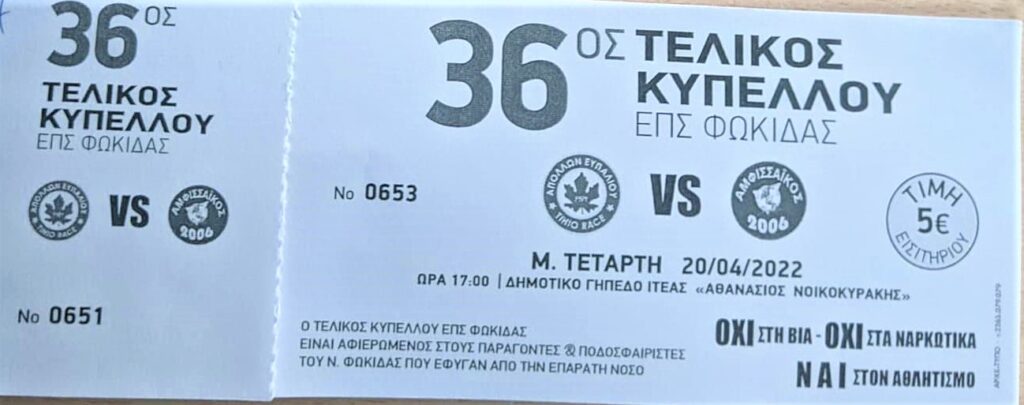 36ΟΣ
ΤΕΛΙΚΟΣ
ΚΥΠΕΛΛΟΥ
ΕΠΣ ΦΩΚΙΔΑΣ
ΑΠΟΛΛΩΝ ΕΥΠΑΛΙΟΥ
VS
ΑΜΦΙΣΣΑΪΚΟΣ
2006
No 0651
36ΟΣ ΤΕΛΙΚΟΣ
ΚΥΠΕΛΛΟΥ
ΕΠΣ ΦΩΚΙΔΑΣ
No 0653
ΑΠΟΛΛΩΝ ΕΥΠΑΛΙΟΥ
VS
ΑΜΦΙΣΣΑΪΚΟΣ
2006
ΤΙΜΗ
5€
ΕΙΣΙΤΗΡΙΟΥ
Μ. ΤΕΤΑΡΤΗ 20/04/2022
ΩΡΑ 17:00 | ΔΗΜΟΤΙΚΟ ΓΗΠΕΔΟ ΙΤΕΑΣ «ΑΘΑΝΑΣΙΟΣ ΝΟΙΚΟΚΥΡΑΚΗΣ»
Ο ΤΕΛΙΚΟΣ ΚΥΠΕΛΛΟΥ ΕΠΣ ΦΩΚΙΔΑΣ
ΕΙΝΑΙ ΑΦΙΕΡΩΜΕΝΟΣ ΣΤΟΥΣ ΠΑΡΑΓΟΝΤΕΣ & ΠΟΔΟΣΦΑΙΡΙΣΤΕΣ
ΤΟΥ Ν. ΦΩΚΙΔΑΣ ΠΟΥ ΕΦΥΓΑΝ ΑΠΟ ΤΗΝ ΕΠΑΡΑΤΗ ΝΟΣΟ
ΟΧΙ ΣΤΗ ΒΙΑ - ΟΧΙ ΣΤΑ ΝΑΡΚΩΤΙΚΑ
ΝΑΙ ΣΤΟΝ ΑΘΛΗΤΙΣΜΟ